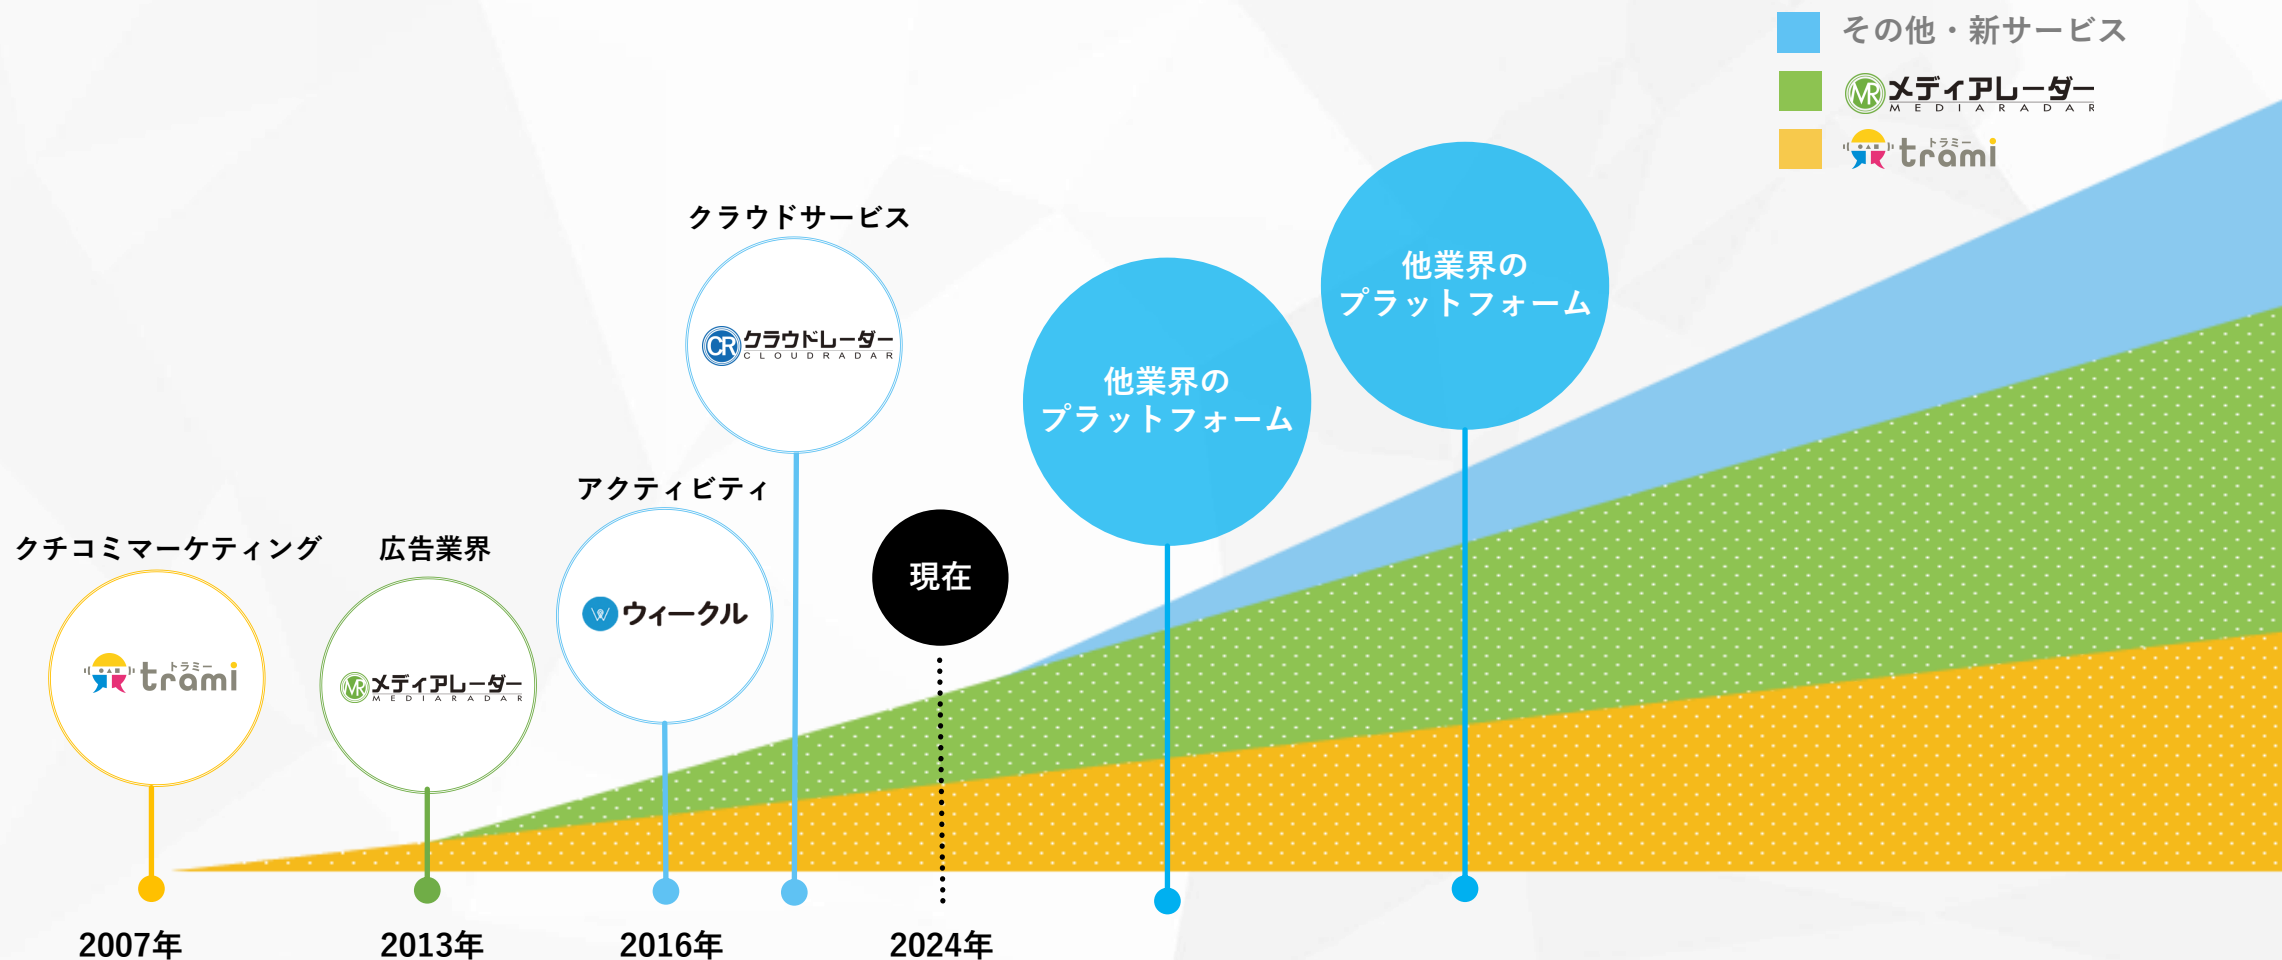 その他・新サービス
MR メディアレーダー
MEDIARADAR
トラミー
trami
クラウドサービス
CR クラウドレーダー
CLOUDRADAR
他業界の
プラットフォーム
他業界の
プラットフォーム
アクティビティ
W ウィークル
現在
クチコミマーケティング
トラミー
trami
広告業界
MR メディアレーダー
MEDIARADAR
2007年
2013年
2016年
2024年